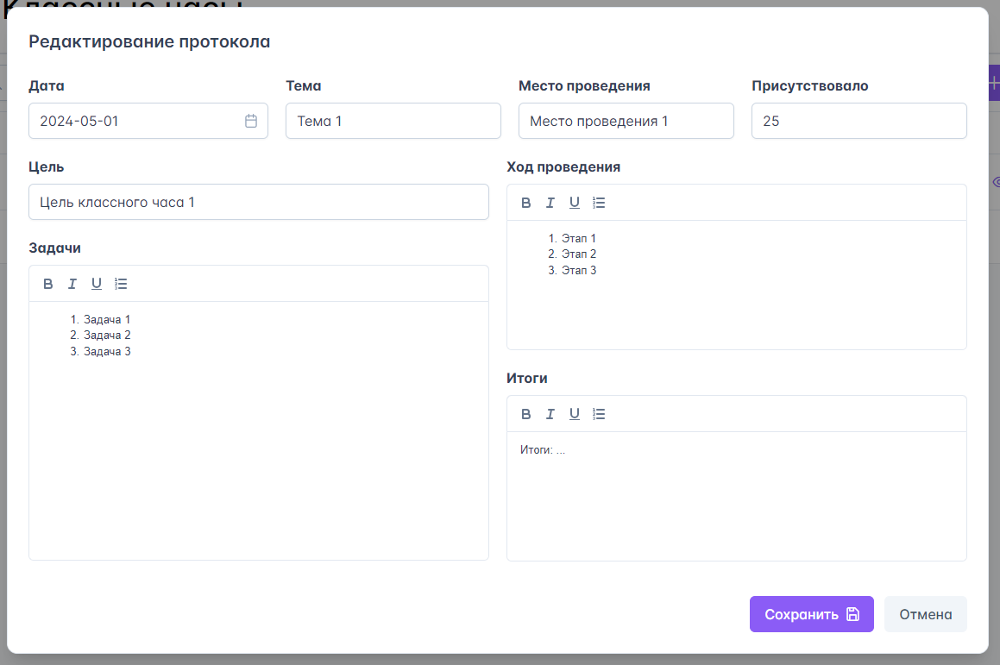 Классные часы
Редактирование протокола
Дата
Тема
Место проведения
Присутствовало
2024-05-01
Тема 1
Место проведения 1
25
Цель
Цель классного часа 1
Задачи
B I U
1. Задача 1
2. Задача 2
3. Задача 3
Ход проведения
B I U
1. Этап 1
2. Этап 2
3. Этап 3
Итоги
B I U
Итоги: ...
Сохранить
Отмена